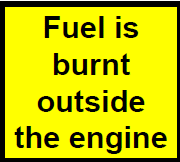 Fuel is
burnt
outside
the engine